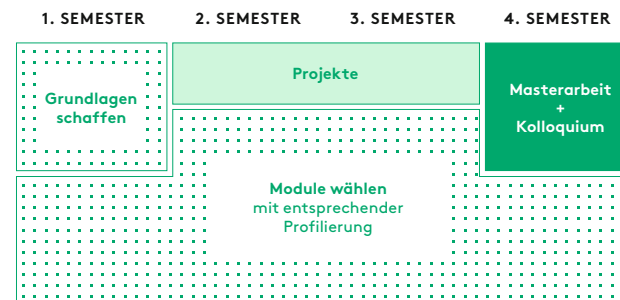 1. SEMESTER
2. SEMESTER
3. SEMESTER
4. SEMESTER
Grundlagen
schaffen
Projekte
Masterarbeit
+
Kolloquium
Module wählen
mit entsprechender
Profilierung